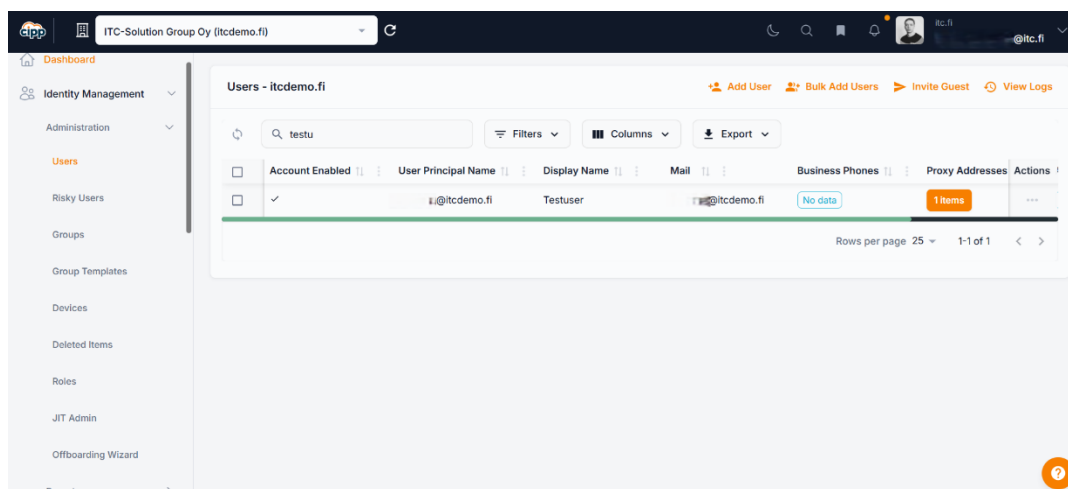 cipp
ITC-Solution Group Oy (itcdemo.fi)
itc.fi
@itc.fi
Dashboard
Identity Management
Administration
Users
Risky Users
Groups
Group Templates
Devices
Deleted Items
Roles
JIT Admin
Offboarding Wizard
Users - itcdemo.fi
Add User Bulk Add Users Invite Guest View Logs
testu Filters Columns Export
Account Enabled User Principal Name Display Name Mail Business Phones Proxy Addresses Actions
@itcdemo.fi Testuser @itcdemo.fi No data 1 items
Rows per page 25 1-1 of 1